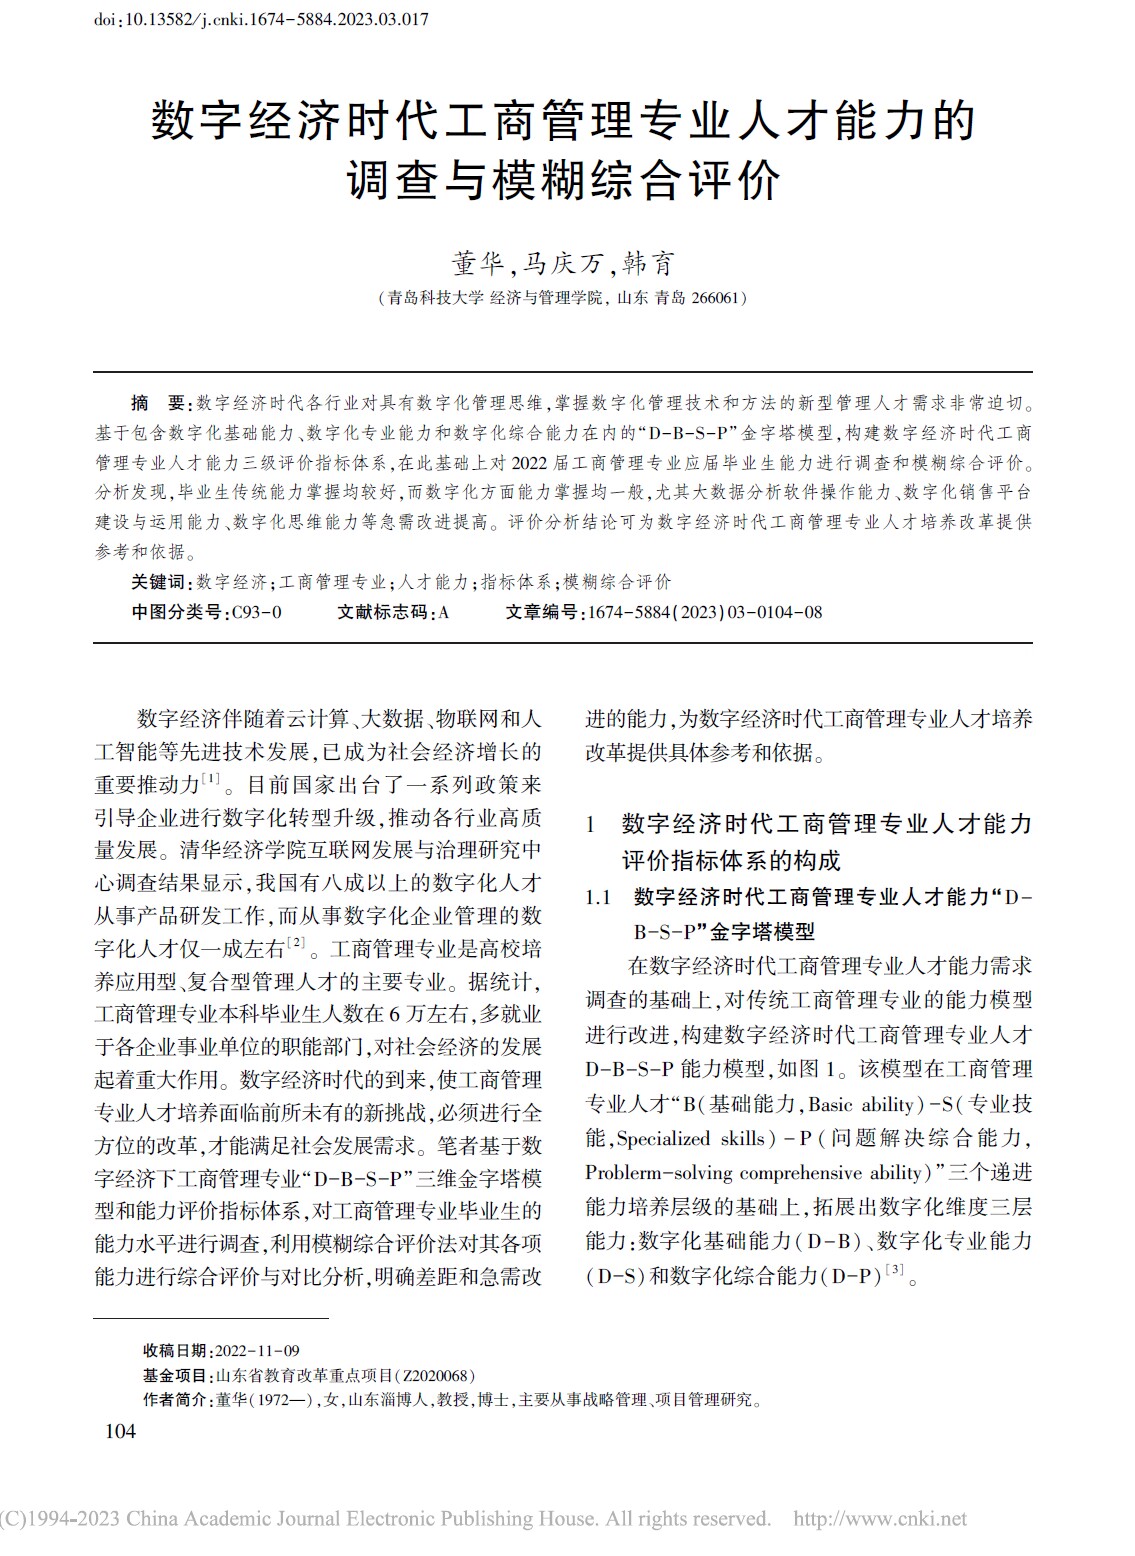 doi:10.13582/j.cnki.1674-5884.2023.03.017
数字经济时代工商管理专业人才能力的
调查与模糊综合评价
董华,马庆万,韩育
(青岛科技大学 经济与管理学院, 山东 青岛 266061)
摘 要:数字经济时代各行业对具有数字化管理思维,掌握数字化管理技术和方法的新型管理人才需求非常迫切。
基于包含数字化基础能力、数字化专业能力和数字化综合能力在内的“D-B-S-P”金字塔模型,构建数字经济时代工商
管理专业人才能力三级评价指标体系,在此基础上对 2022 届工商管理专业应届毕业生能力进行调查和模糊综合评价。
分析发现,毕业生传统能力掌握均较好,而数字化方面能力掌握均一般,尤其大数据分析软件操作能力、数字化销售平台
建设与运用能力、数字化思维能力等急需改进提高。评价分析结论可为数字经济时代工商管理专业人才培养改革提供
参考和依据。
关键词:数字经济;工商管理专业;人才能力;指标体系;模糊综合评价
中图分类号:C93-0 文献标志码:A 文章编号:1674-5884(2023)03-0104-08
数字经济伴随着云计算、大数据、物联网和人
工智能等先进技术发展,已成为社会经济增长的
重要推动力[1]。目前国家出台了一系列政策来
引导企业进行数字化转型升级,推动各行业高质
量发展。清华经济学院互联网发展与治理研究中
心调查结果显示,我国有八成以上的数字化人才
从事产品研发工作,而从事数字化企业管理的数
字化人才仅一成左右[2]。工商管理专业是高校培
养应用型、复合型管理人才的主要专业。据统计,
工商管理专业本科毕业生人数在 6 万左右,多就业
于各企业事业单位的职能部门,对社会经济的发展
起着重大作用。数字经济时代的到来,使工商管理
专业人才培养面临前所未有的新挑战,必须进行全
方位的改革,才能满足社会发展需求。笔者基于数
字经济下工商管理专业“D-B-S-P”三维金字塔模
型和能力评价指标体系,对工商管理专业毕业生的
能力水平进行调查,利用模糊综合评价法对其各项
能力进行综合评价与对比分析,明确差距和急需改
进的能力,为数字经济时代工商管理专业人才培养
改革提供具体参考和依据。
1 数字经济时代工商管理专业人才能力
评价指标体系的构成
1.1 数字经济时代工商管理专业人才能力“D-
B-S-P”金字塔模型
在数字经济时代工商管理专业人才能力需求
调查的基础上,对传统工商管理专业的能力模型
进行改进,构建数字经济时代工商管理专业人才
D-B-S-P 能力模型,如图 1。该模型在工商管理
专业人才“B(基础能力,Basic ability)-S(专业技
能,Specialized skills)-P(问题解决综合能力,
Problerm-solving comprehensive ability)”三个递进
能力培养层级的基础上,拓展出数字化维度三层
能力:数字化基础能力(D-B)、数字化专业能力
(D-S)和数字化综合能力(D-P)[3]。
收稿日期:2022-11-09
基金项目:山东省教育改革重点项目(Z2020068)
作者简介:董华(1972—),女,山东淄博人,教授,博士,主要从事战略管理、项目管理研究。
104
(C)1994-2023 China Academic Journal Electronic Publishing House. All rights reserved. http://www.cnki.net